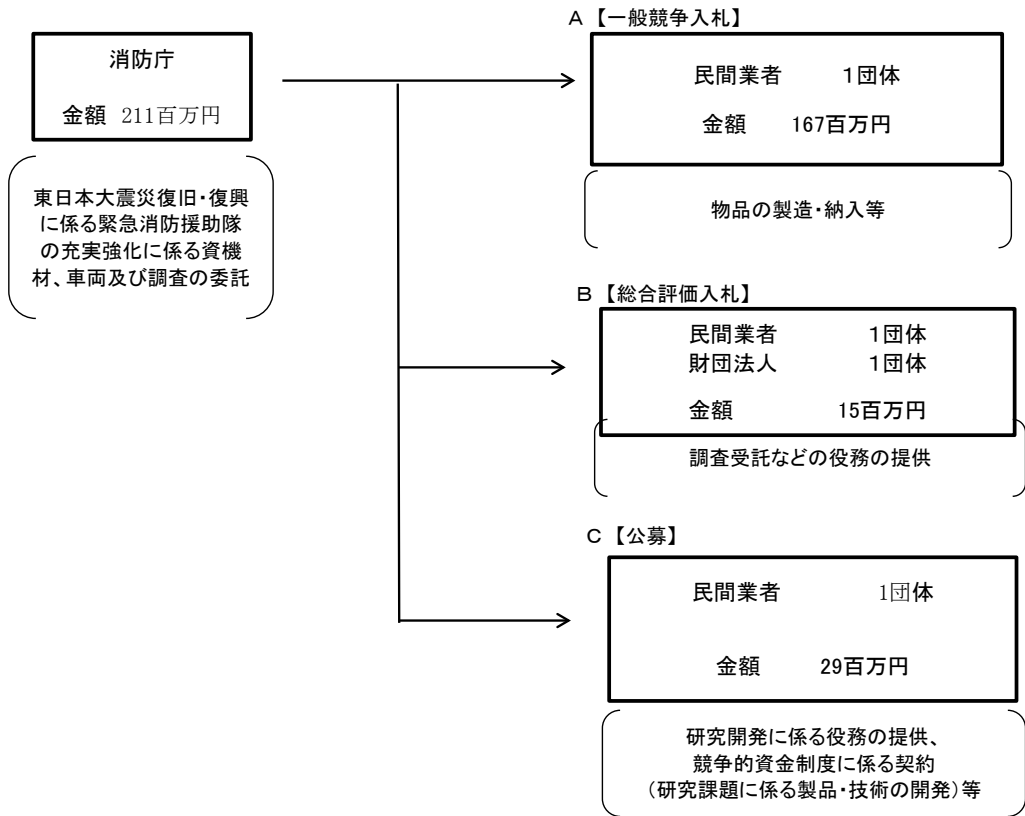 消防庁
金額 211百万円
東日本大震災復旧・復興
に係る緊急消防援助隊
の充実強化に係る資機
材、車両及び調査の委託
A 【一般競争入札】
民間業者 1団体
金額 167百万円
物品の製造・納入等
B 【総合評価入札】
民間業者 1団体
財団法人 1団体
金額 15百万円
調査受託などの役務の提供
C 【公募】
民間業者 1団体
金額 29百万円
研究開発に係る役務の提供、
競争的資金制度に係る契約
(研究課題に係る製品・技術の開発)等